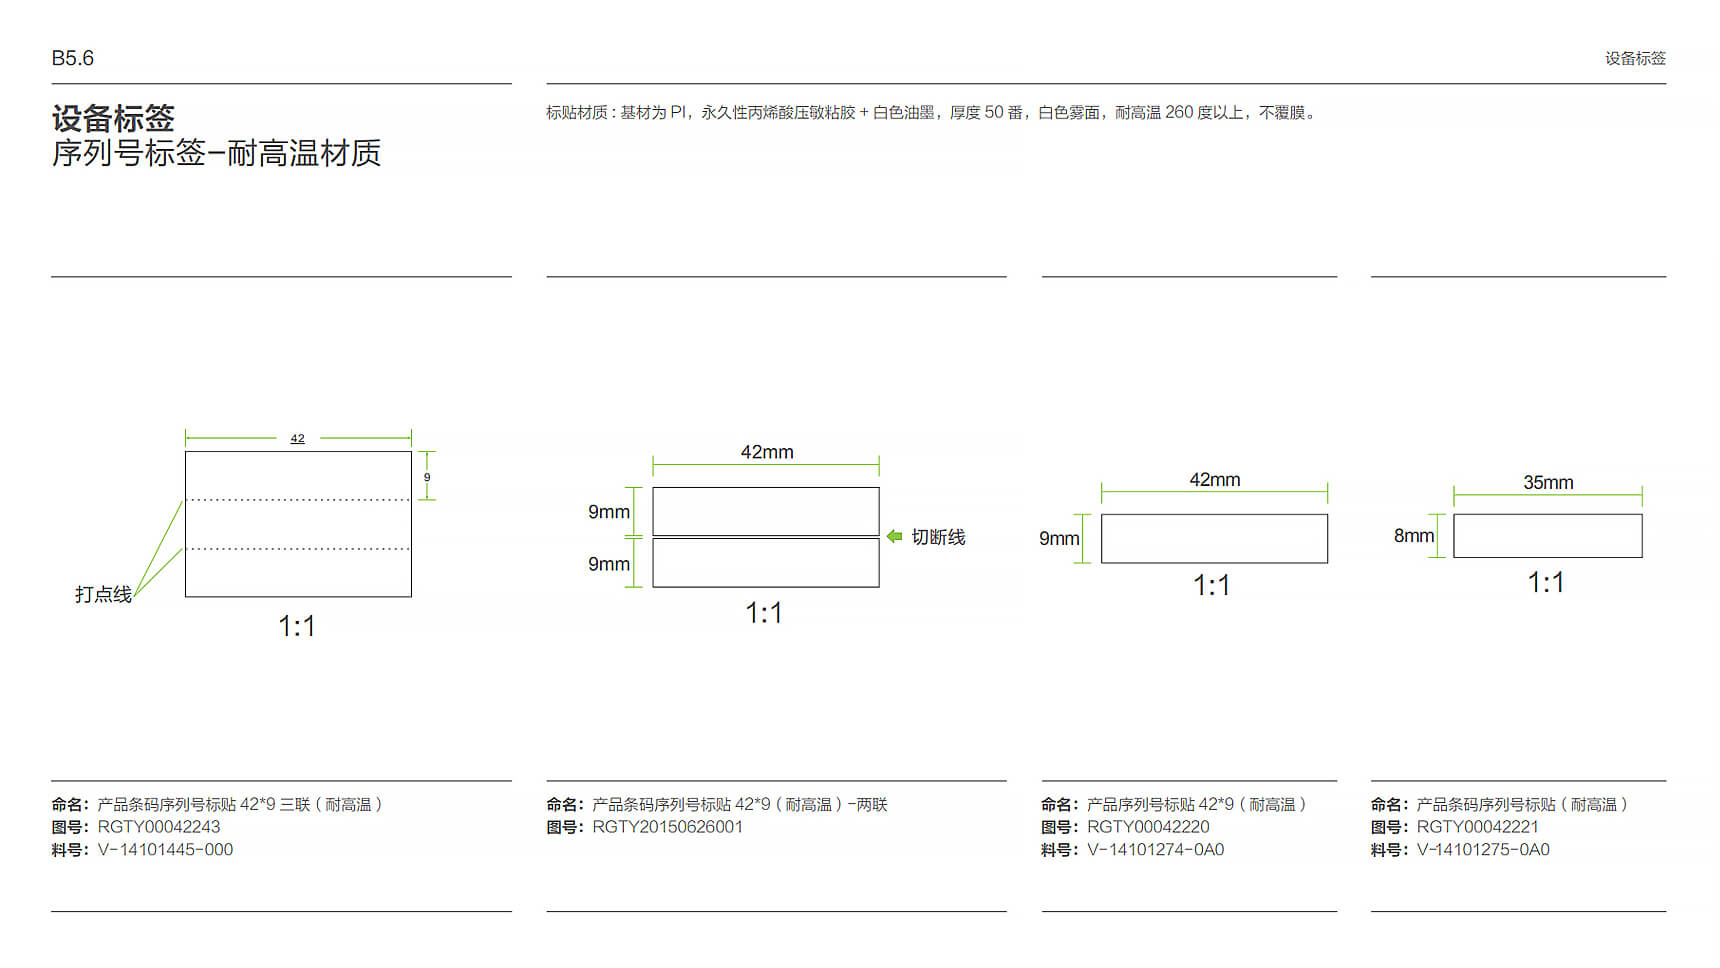 B5.6
设备标签
设备标签
序列号标签-耐高温材质
标贴材质：基材为 PI，永久性丙烯酸压敏粘胶 + 白色油墨，厚度 50 番，白色雾面，耐高温 260 度以上，不覆膜。
42
9
打点线
1:1
42mm
9mm
切断线
9mm
1:1
42mm
9mm
1:1
35mm
8mm
1:1
命名：产品条码序列号标贴 42*9 三联（耐高温）
图号：RGTY00042243
料号：V-14101445-000
命名：产品条码序列号标贴 42*9（耐高温）-两联
图号：RGTY20150626001
命名：产品序列号标贴 42*9（耐高温）
图号：RGTY00042220
料号：V-14101274-0A0
命名：产品条码序列号标贴（耐高温）
图号：RGTY00042221
料号：V-14101275-0A0